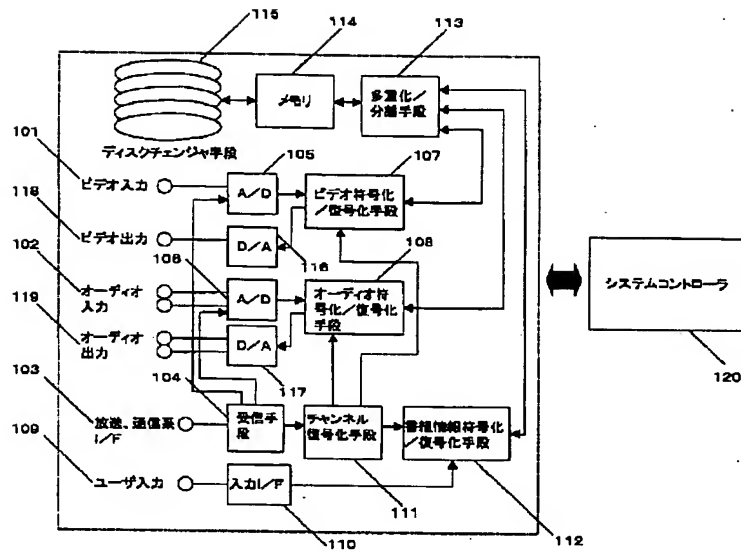 115
114
113
メモリ
多重化/
分離手段
ディスクチェンジャ手段
101
105
107
ビデオ入力
A/D
ビデオ符号化
/復号化手段
118
ビデオ出力
D/A
116
102
106
108
オーディオ
入力
A/D
オーディオ符
号化/復号化
手段
119
オーディオ
出力
D/A
117
システムコントローラ
120
103
104
放送、通信系
I/F
受信手
段
チャンネル
復号化手段
番組情報符号化
/復号化手段
109
ユーザ入力
入力I/F
111
112
110